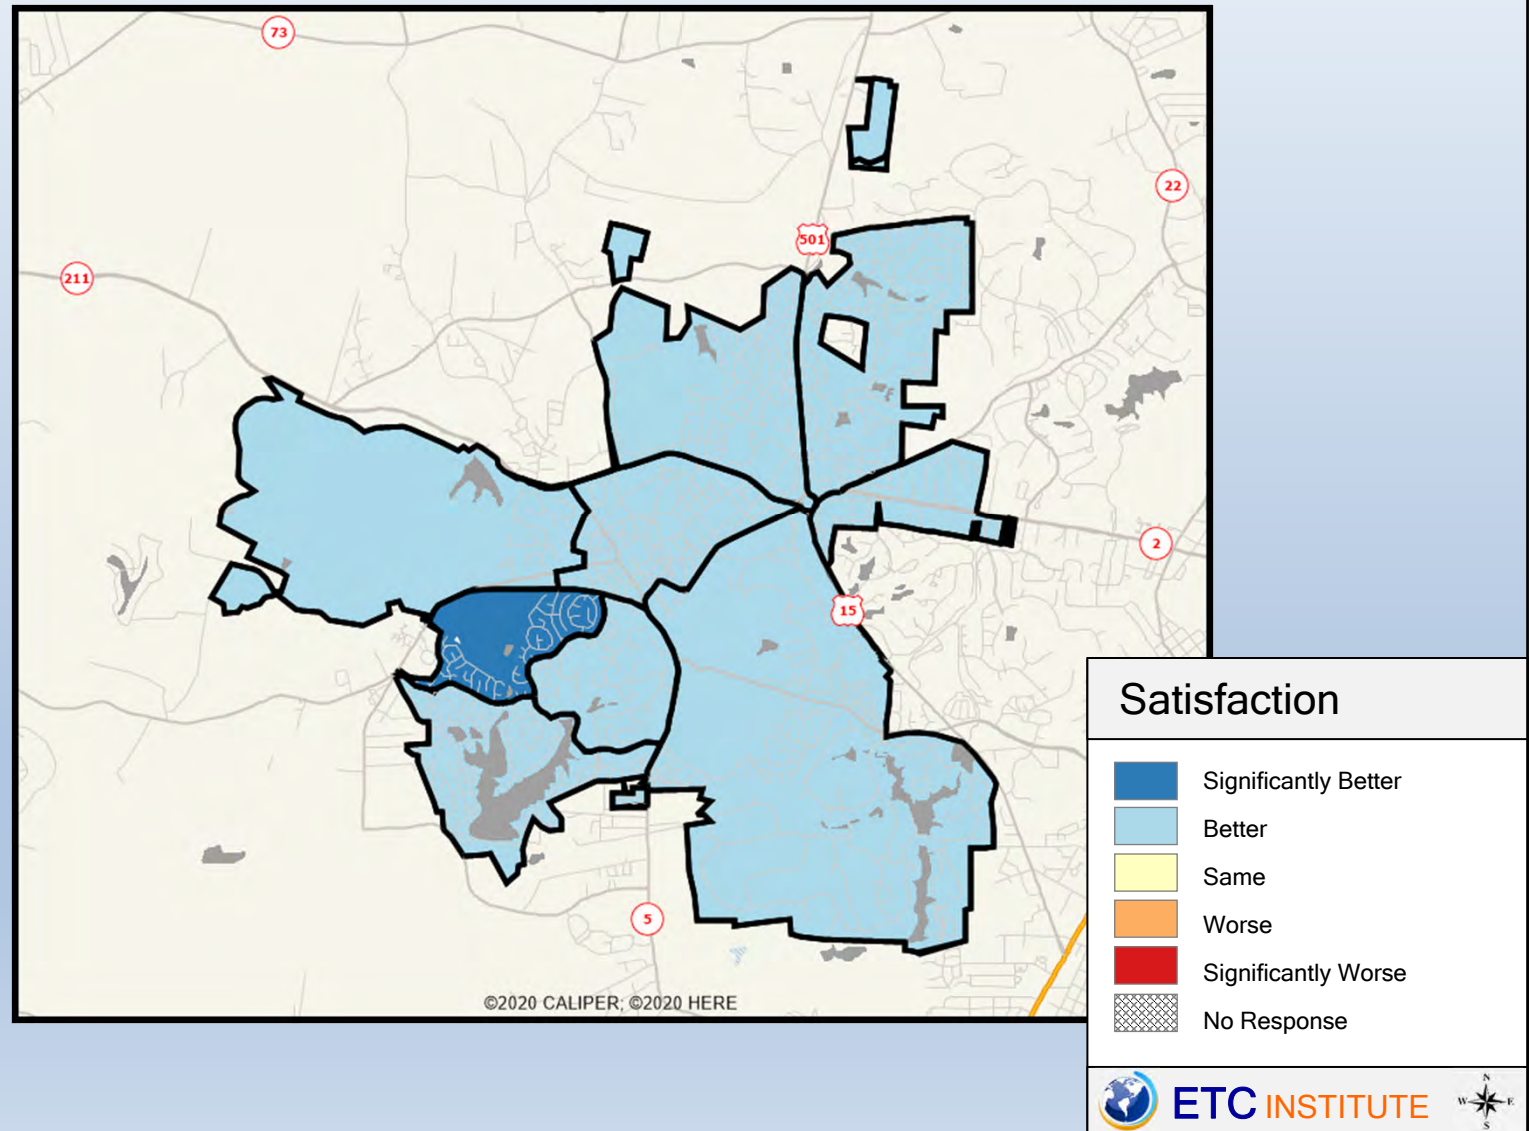 73
22
501
211
2
15
5
©2020 CALIPER; ©2020 HERE
Satisfaction
Significantly Better
Better
Same
Worse
Significantly Worse
No Response
ETC INSTITUTE
N
W E
S